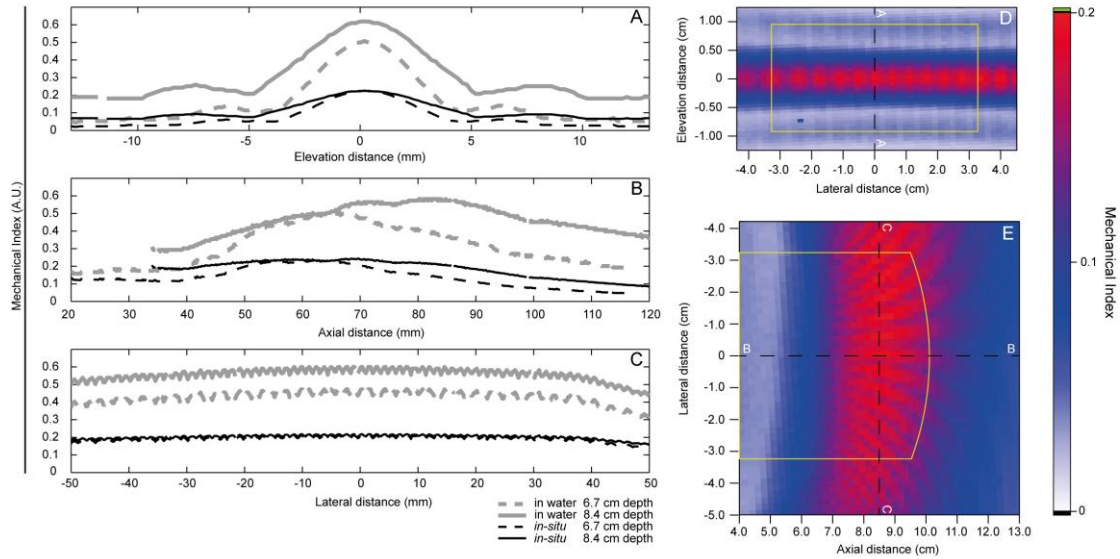 A
0.6
0.5
0.4
0.3
0.2
0.1
0
-10 -5 0 5 10
Elevation distance (mm)
B
0.6
0.5
0.4
0.3
0.2
0.1
0
20 30 40 50 60 70 80 90 100 110 120
Axial distance (mm)
C
0.6
0.5
0.4
0.3
0.2
0.1
0
-50 -40 -30 -20 -10 0 10 20 30 40 50
Lateral distance (mm)
Mechanical Index (A.U.)
in water 6.7 cm depth
in water 8.4 cm depth
in-situ 6.7 cm depth
in-situ 8.4 cm depth
D
A
A
1.00
0.50
0
-0.50
-1.00
Elevation distance (cm)
-4.0 -3.0 -2.0 -1.0 0 1.0 2.0 3.0 4.0
Lateral distance (cm)
E
C
C
B
B
-4.0
-3.0
-2.0
-1.0
0
1.0
2.0
-3.0
-4.0
-5.0
Lateral distance (cm)
4.0 5.0 6.0 7.0 8.0 9.0 10.0 11.0 13.0
Axial distance (cm)
0.2
0.1
0
Mechanical Index